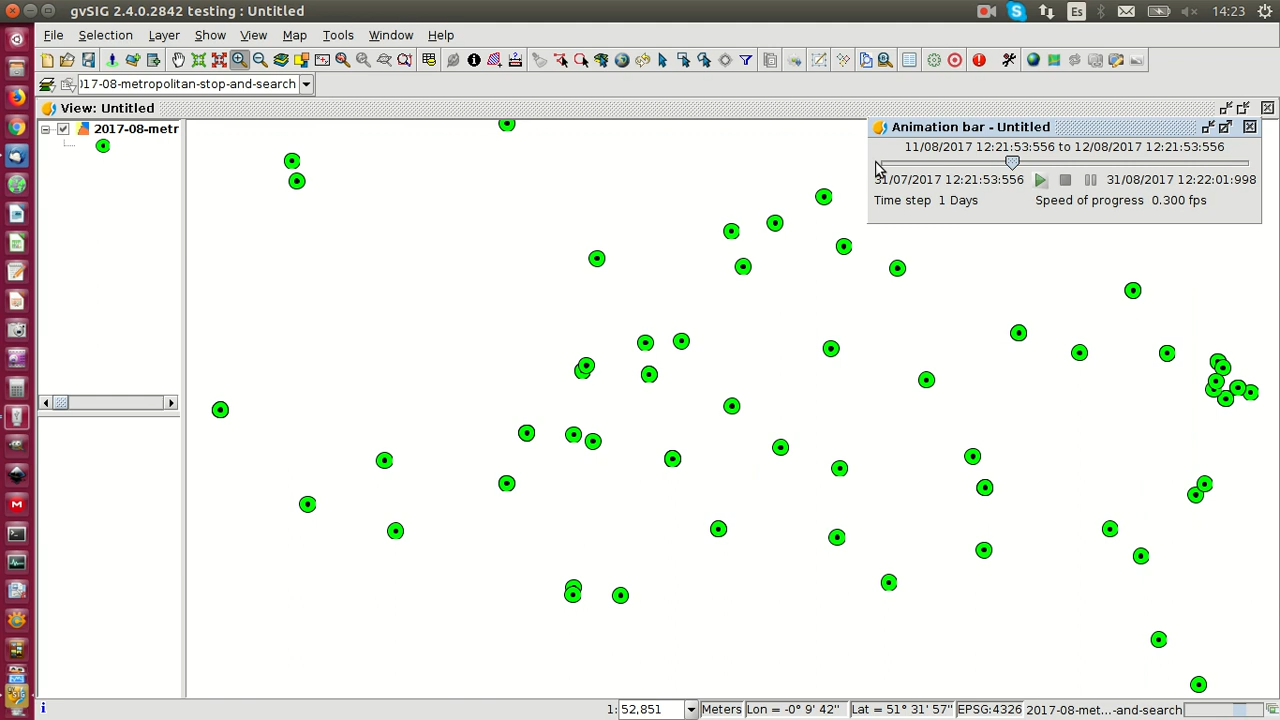 gvSIG 2.4.0.2842 testing : Untitled
Es
14:23
File Selection Layer Show View Map Tools Window Help
)17-08-metropolitan-stop-and-search
View: Untitled
2017-08-metr
Animation bar - Untitled
11/08/2017 12:21:53:556 to 12/08/2017 12:21:53:556
31/07/2017 12:21:53:556
31/08/2017 12:22:01:998
Time step 1 Days
Speed of progress 0.300 fps
1: 52,851
Meters
Lon = -0° 9' 42"
Lat = 51° 31' 57"
EPSG:4326
2017-08-met...-and-search